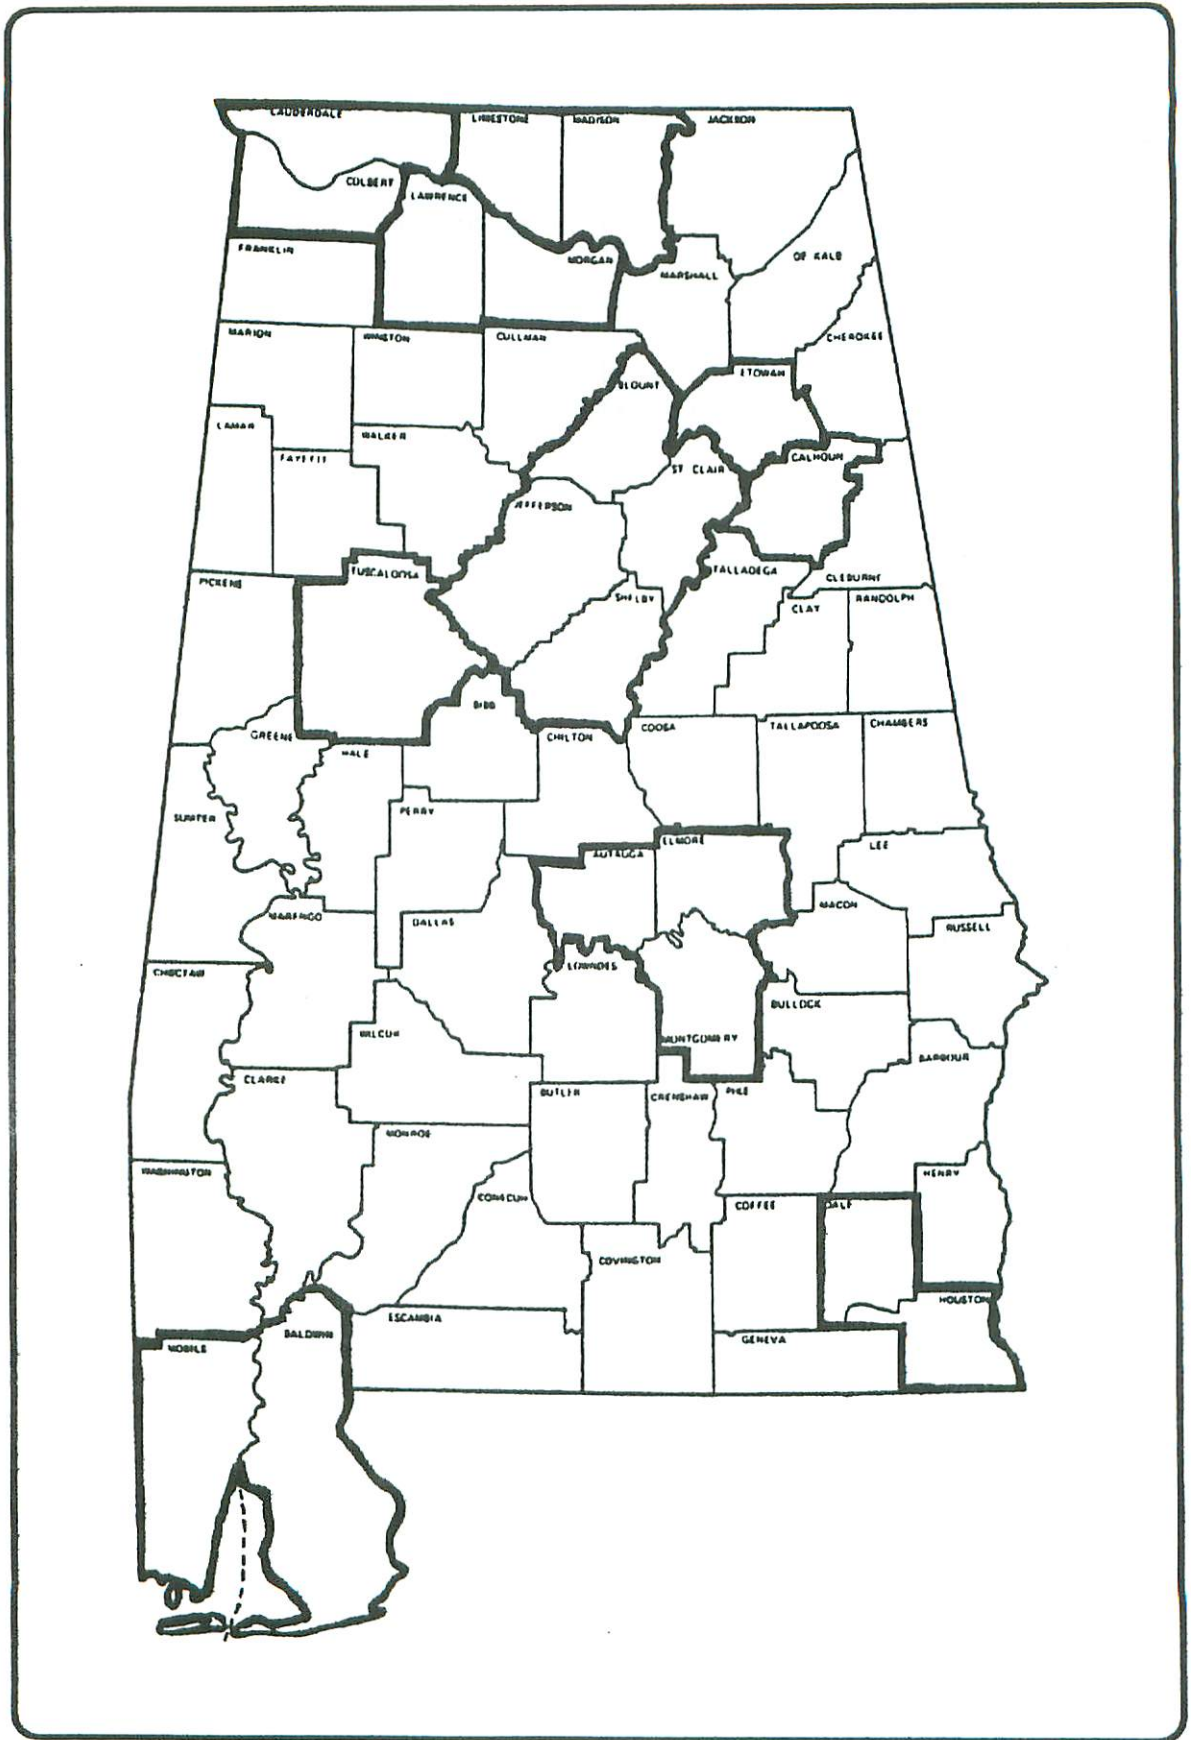 LAUDERDALE
LIMESTONE
MADISON
JACKSON
COLBERT
LAWRENCE
FRANKLIN
MORGAN
MARSHALL
DE KALB
MARION
WINSTON
CULLMAN
CHEROKEE
BLOUNT
ETOWAH
LAMAR
WALKER
FAYETTE
ST CLAIR
CALHOUN
JEFFERSON
PICKENS
TUSCALOOSA
TALLADEGA
CLEBURNE
SHELBY
CLAY
RANDOLPH
BIBB
GREENE
HALE
CHILTON
COOSA
TALLAPOOSA
CHAMBERS
SUMTER
PERRY
AUTAUGA
ELMORE
LEE
MARENGO
DALLAS
MACON
RUSSELL
CHOCTAW
LOWNDES
BULLOCK
WILCOX
MONTGOMERY
BARBOUR
CLARKE
BUTLER
CRENSHAW
PIKE
MONROE
WASHINGTON
CONECUH
HENRY
COFFEE
DALE
COVINGTON
ESCAMBIA
HOUSTON
MOBILE
BALDWIN
GENEVA